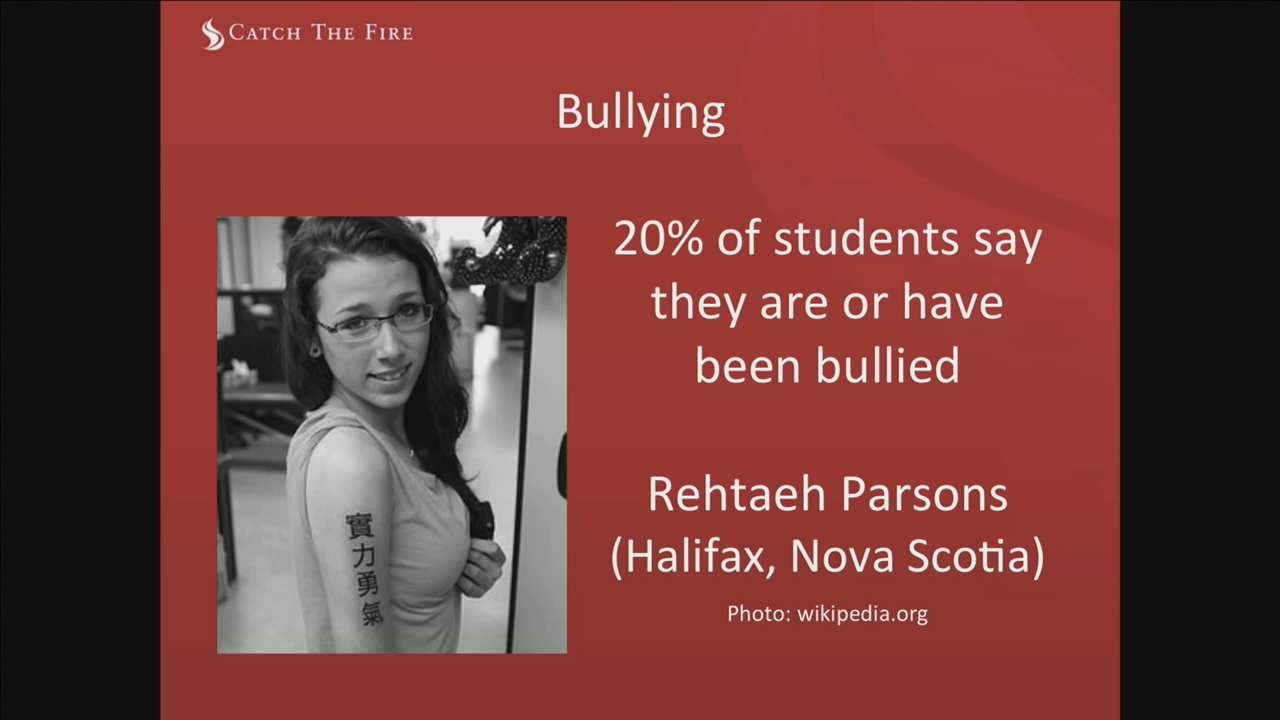 CATCH THE FIRE
Bullying
20% of students say
they are or have
been bullied
Rehtaeh Parsons
(Halifax, Nova Scotia)
Photo: wikipedia.org
實
力
勇
氣